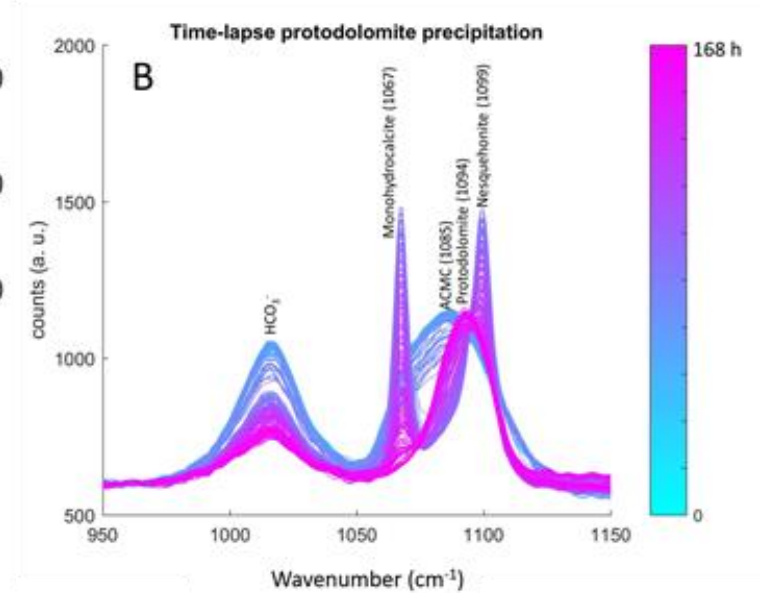 Time-lapse protodolomite precipitation
B
2000
1500
1000
500
counts (a. u.)
HCO3-
Monohydrocalcite (1067)
ACMC (1085)
Protodolomite (1094)
Nesquehonite (1099)
950
1000
1050
1100
1150
Wavenumber (cm-1)
168 h
0